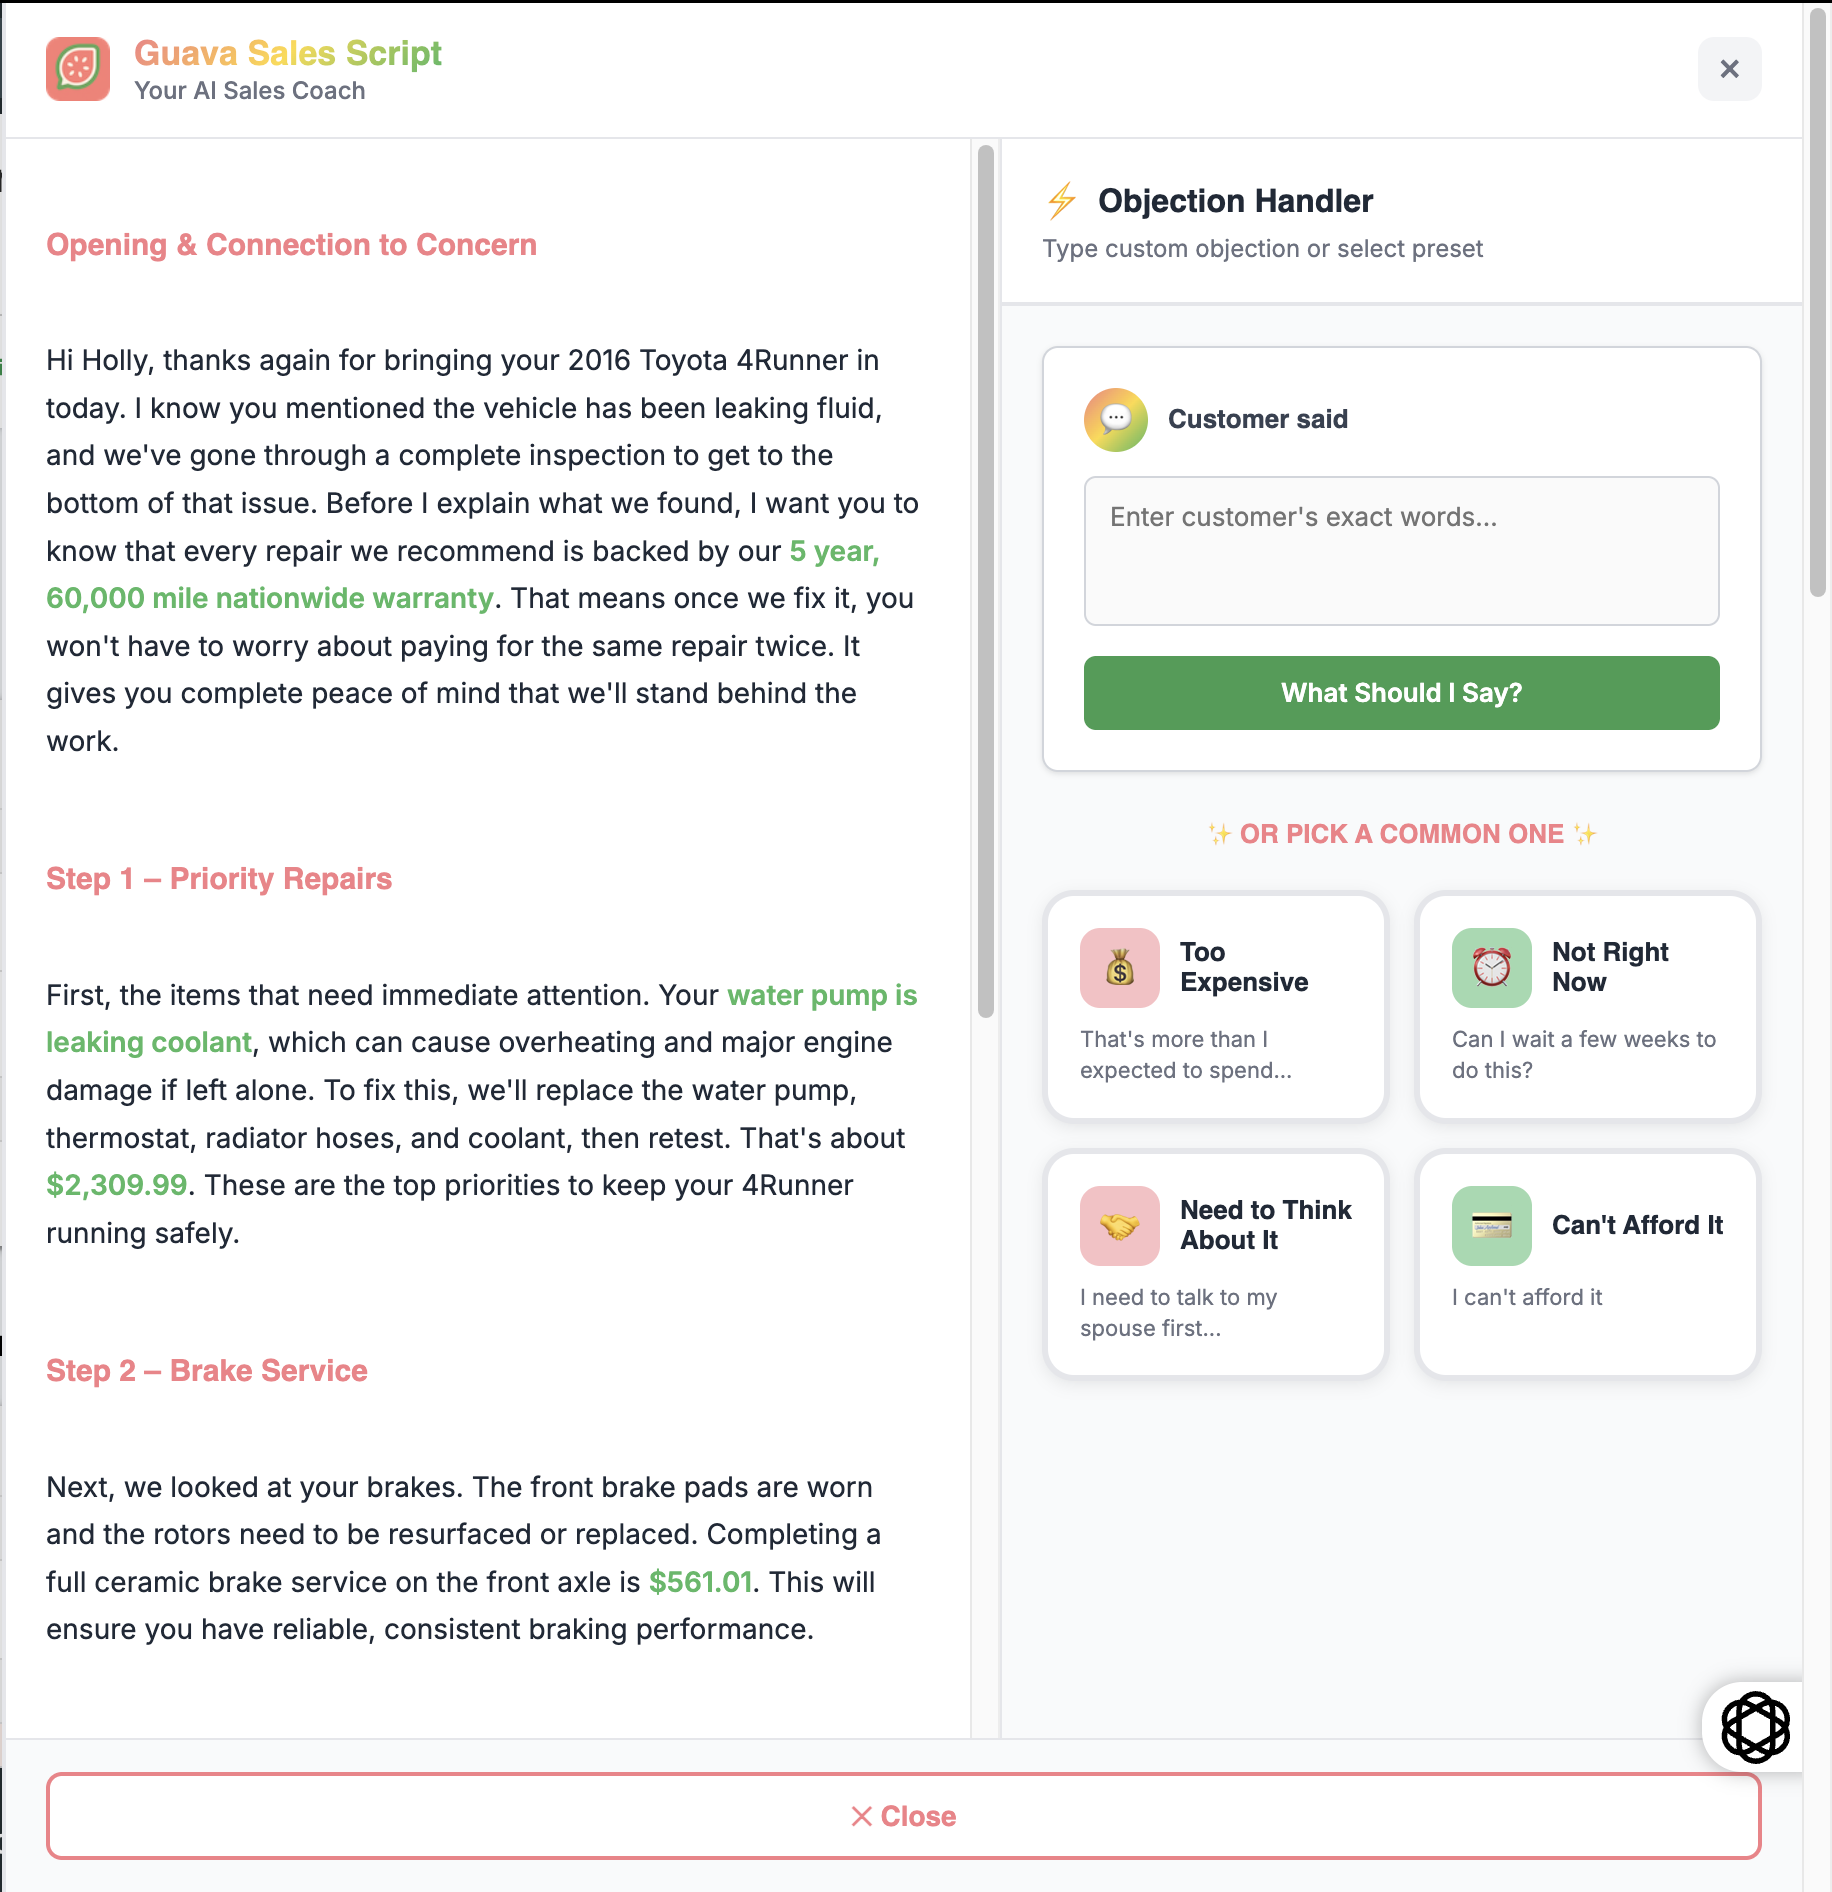 Guava Sales Script
Your AI Sales Coach
Opening & Connection to Concern
Hi Holly, thanks again for bringing your 2016 Toyota 4Runner in
today. I know you mentioned the vehicle has been leaking fluid,
and we've gone through a complete inspection to get to the
bottom of that issue. Before I explain what we found, I want you to
know that every repair we recommend is backed by our 5 year,
60,000 mile nationwide warranty. That means once we fix it, you
won't have to worry about paying for the same repair twice. It
gives you complete peace of mind that we'll stand behind the
work.
Step 1 – Priority Repairs
First, the items that need immediate attention. Your water pump is
leaking coolant, which can cause overheating and major engine
damage if left alone. To fix this, we'll replace the water pump,
thermostat, radiator hoses, and coolant, then retest. That's about
$2,309.99. These are the top priorities to keep your 4Runner
running safely.
Step 2 – Brake Service
Next, we looked at your brakes. The front brake pads are worn
and the rotors need to be resurfaced or replaced. Completing a
full ceramic brake service on the front axle is $561.01. This will
ensure you have reliable, consistent braking performance.
⚡ Objection Handler
Type custom objection or select preset
Customer said
Enter customer's exact words...
What Should I Say?
✨ OR PICK A COMMON ONE ✨
Too
Expensive
That's more than I
expected to spend...
Not Right
Now
Can I wait a few weeks to
do this?
Need to Think
About It
I need to talk to my
spouse first...
Can't Afford It
I can't afford it
✕ Close